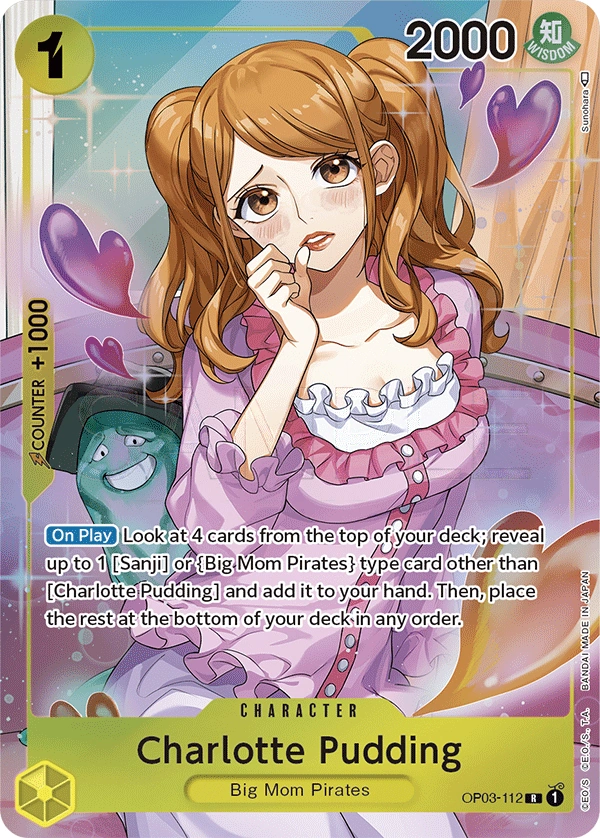 1
2000
知
WISDOM
Sunohara
COUNTER +1000
On Play Look at 4 cards from the top of your deck; reveal
up to 1 [Sanji] or {Big Mom Pirates} type card other than
[Charlotte Pudding] and add it to your hand. Then, place
the rest at the bottom of your deck in any order.
CHARACTER
Charlotte Pudding
Big Mom Pirates
OP03-112 R 1
©E.O/S ©E.O./S., T.A. BANDAI MADE IN JAPAN